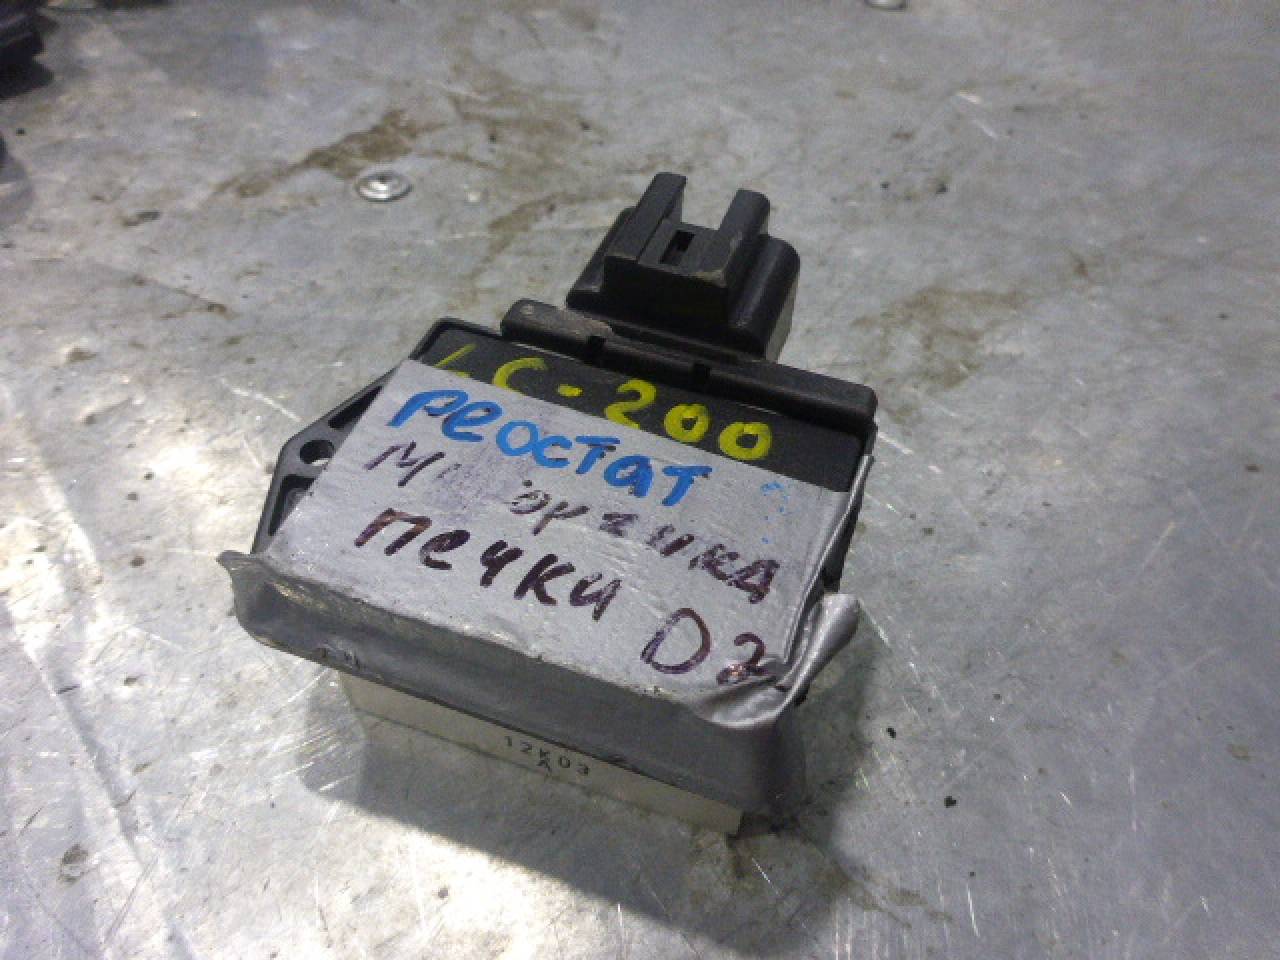 LC-200
реостат
моторчика
печки D2
12K03
A